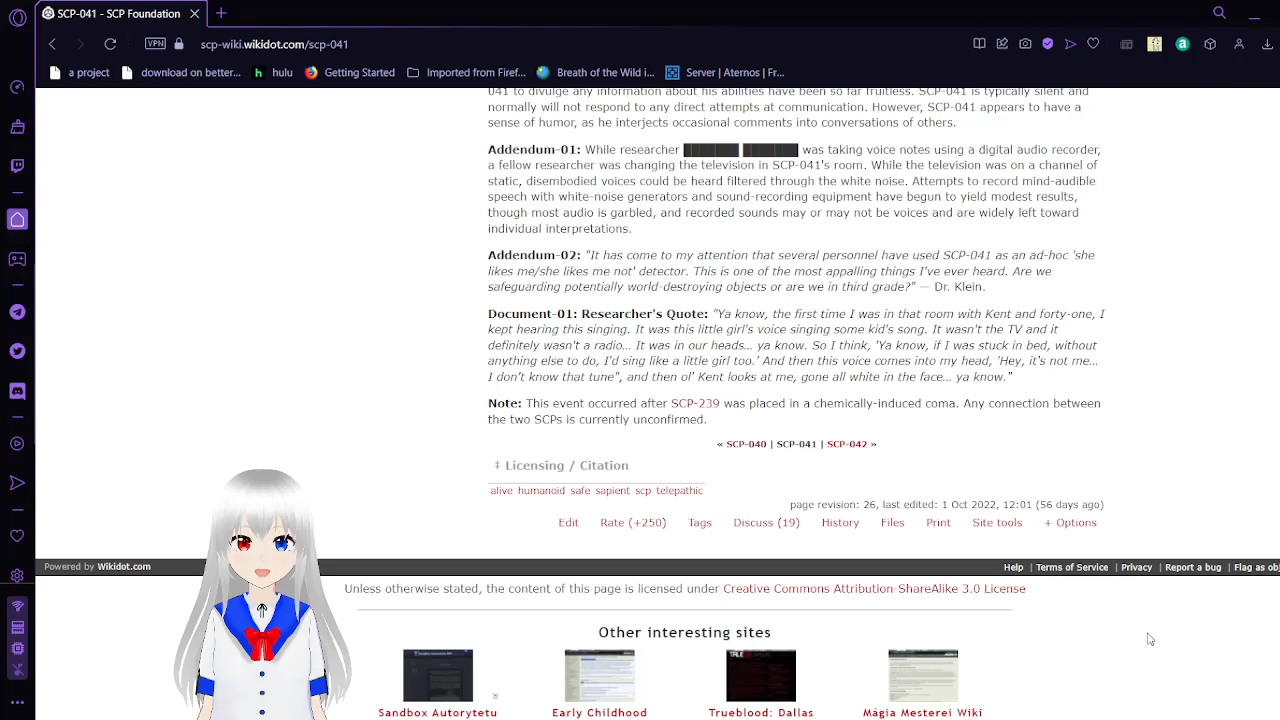 SCP-041 - SCP Foundation
VPN scp-wiki.wikidot.com/scp-041
a project download on better... hulu Getting Started Imported from Firef... Breath of the Wild i... Server | Aternos | Fr...
041 to divulge any information about his abilities have been so far fruitless. SCP-041 is typically silent and
normally will not respond to any direct attempts at communication. However, SCP-041 appears to have a
sense of humor, as he interjects occasional comments into conversations of others.
Addendum-01: While researcher ███████ ███████ was taking voice notes using a digital audio recorder,
a fellow researcher was changing the television in SCP-041's room. While the television was on a channel of
static, disembodied voices could be heard filtered through the white noise. Attempts to record mind-audible
speech with white-noise generators and sound-recording equipment have begun to yield modest results,
though most audio is garbled, and recorded sounds may or may not be voices and are widely left toward
individual interpretations.
Addendum-02: "It has come to my attention that several personnel have used SCP-041 as an ad-hoc 'she
likes me/she likes me not' detector. This is one of the most appalling things I've ever heard. Are we
safeguarding potentially world-destroying objects or are we in third grade?" — Dr. Klein.
Document-01: Researcher's Quote: "Ya know, the first time I was in that room with Kent and forty-one, I
kept hearing this singing. It was this little girl's voice singing some kid's song. It wasn't the TV and it
definitely wasn't a radio... It was in our heads... ya know. So I think, 'Ya know, if I was stuck in bed, without
anything else to do, I'd sing like a little girl too.' And then this voice comes into my head, 'Hey, it's not me...
I don't know that tune", and then ol' Kent looks at me, gone all white in the face... ya know."
Note: This event occurred after SCP-239 was placed in a chemically-induced coma. Any connection between
the two SCPs is currently unconfirmed.
« SCP-040 | SCP-041 | SCP-042 »
‡ Licensing / Citation
alive humanoid safe sapient scp telepathic
page revision: 26, last edited: 1 Oct 2022, 12:01 (56 days ago)
Edit Rate (+250) Tags Discuss (19) History Files Print Site tools + Options
Powered by Wikidot.com Help | Terms of Service | Privacy | Report a bug | Flag as obj
Unless otherwise stated, the content of this page is licensed under Creative Commons Attribution-ShareAlike 3.0 License
Other interesting sites
Sandbox Autorytetu Early Childhood Trueblood: Dallas Mágia Mesterei Wiki